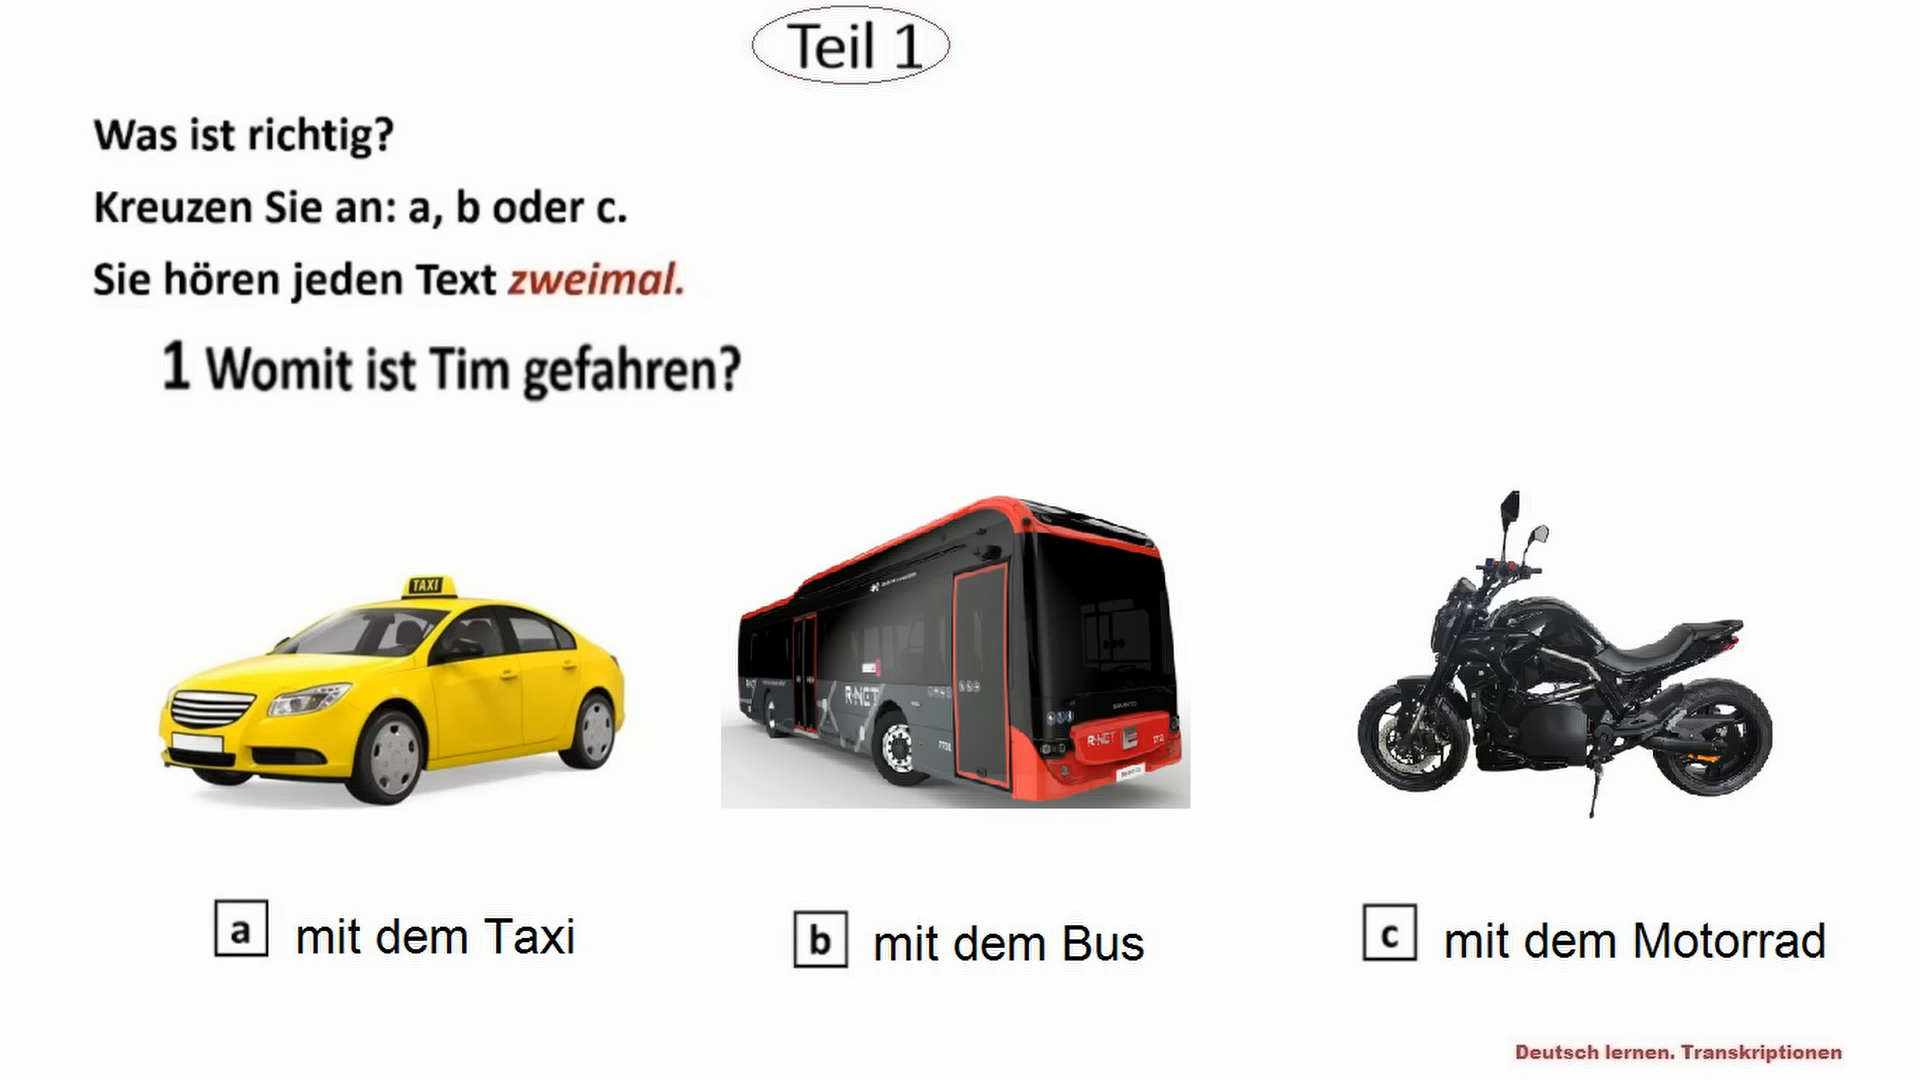 Teil 1
Was ist richtig?
Kreuzen Sie an: a, b oder c.
Sie hören jeden Text zweimal.
1 Womit ist Tim gefahren?
TAXI
R-NET
R-NET
a mit dem Taxi
b mit dem Bus
c mit dem Motorrad
Deutsch lernen. Transkriptionen